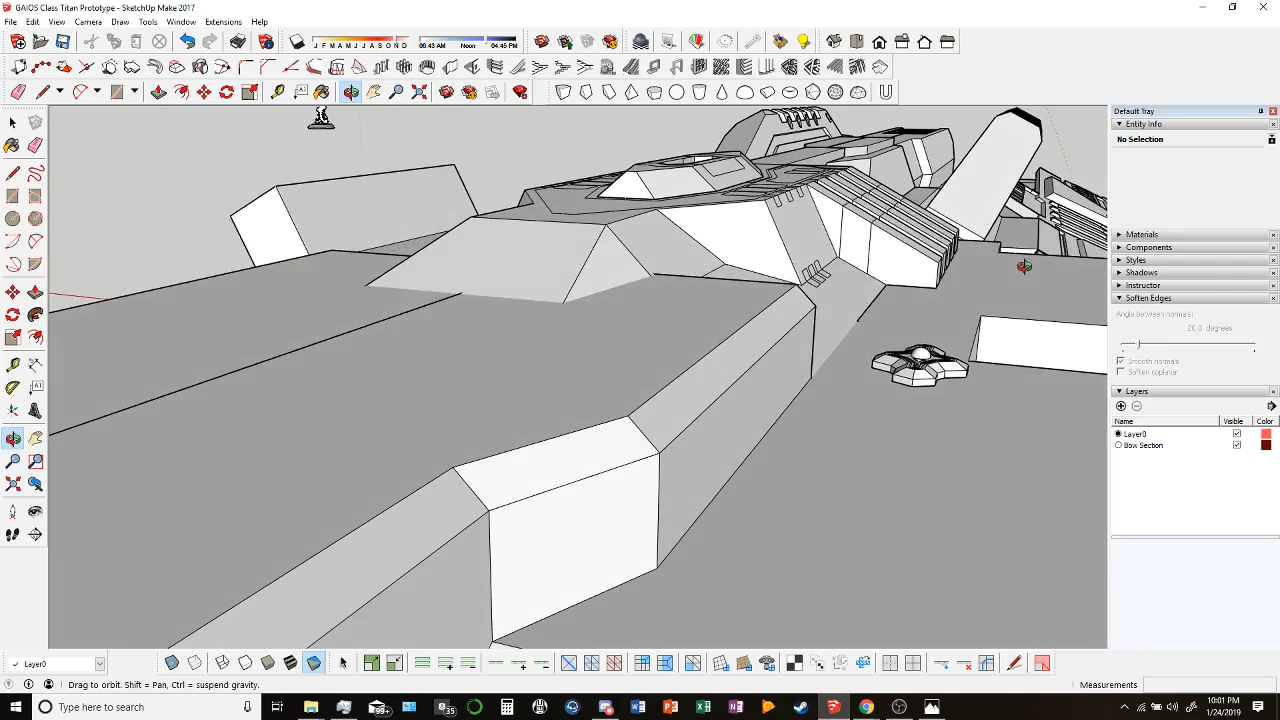 GAIOS Class Titan Prototype - SketchUp Make 2017
File Edit View Camera Draw Tools Window Extensions Help
J F M A M J J A S O N D
Noon
04:45 PM
Default Tray
Entity Info
No Selection
Materials
Components
Styles
Shadows
Instructor
Soften Edges
Angle between normals:
20.0 degrees
Smooth normals
Soften coplanar
Layers
Name Visible Color
Layer0
Bow Section
Layer0
Drag to orbit. Shift = Pan, Ctrl = suspend gravity.
Measurements
Type here to search
99+
35
10:01 PM
1/24/2019